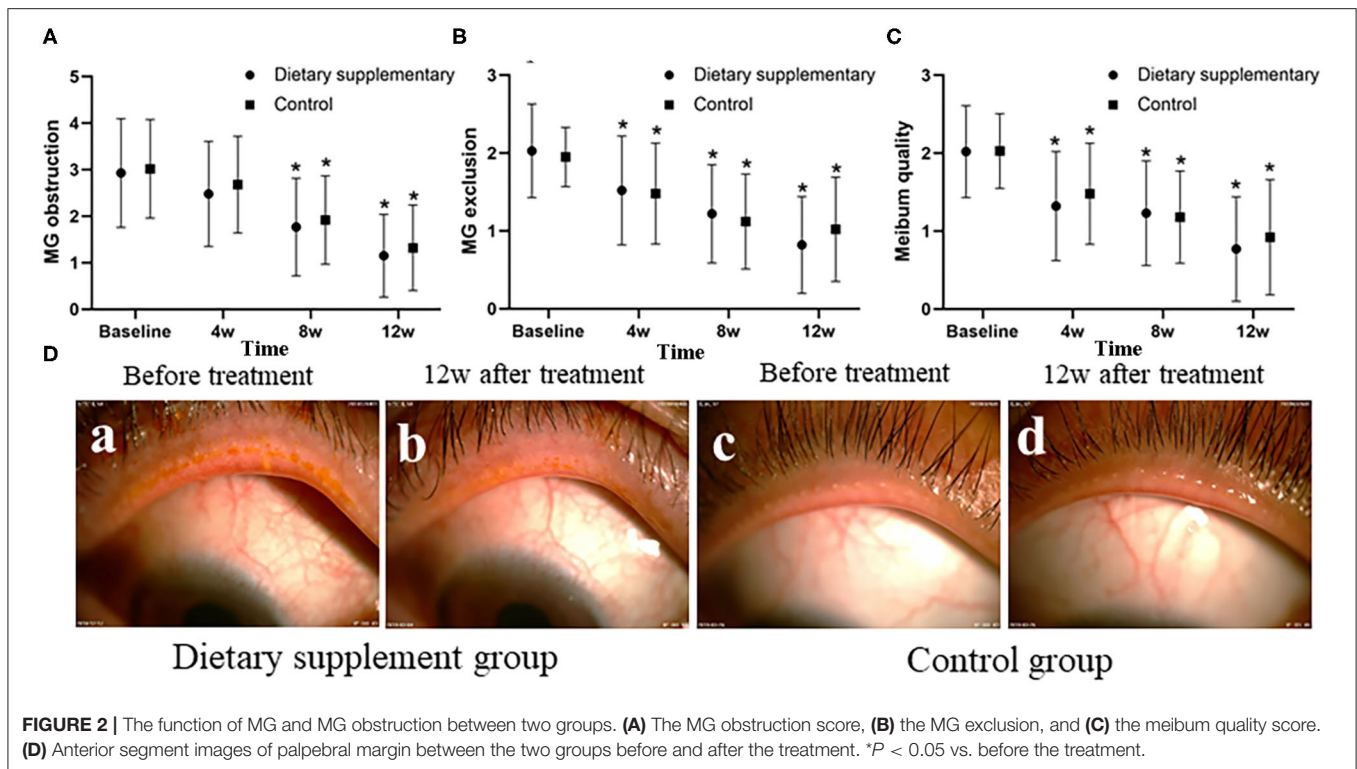 A
B
C
MG obstruction
5
4
3
2
1
0
Dietary supplementary
Control
* *
* *
Baseline 4w 8w 12w
Time
MG exclusion
3
2
1
0
Dietary supplementary
Control
* *
* *
* *
Baseline 4w 8w 12w
Time
Meibum quality
3
2
1
0
Dietary supplementary
Control
* *
* *
* *
Baseline 4w 8w 12w
Time
D
Before treatment 12w after treatment Before treatment 12w after treatment
a b c d
Dietary supplement group Control group
FIGURE 2 | The function of MG and MG obstruction between two groups. (A) The MG obstruction score, (B) the MG exclusion, and (C) the meibum quality score.
(D) Anterior segment images of palpebral margin between the two groups before and after the treatment. *P < 0.05 vs. before the treatment.